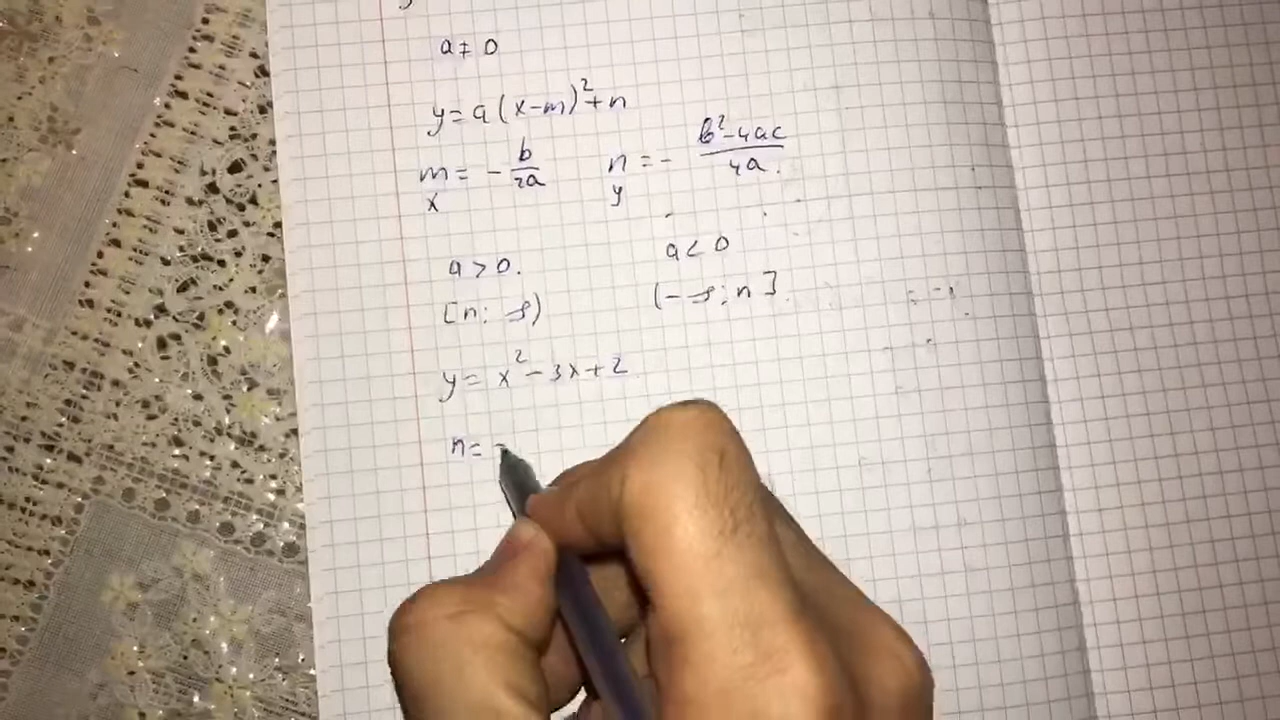 a ≠ 0
y = a(x-m)²+n
m = - b/2a    n = - b²-4ac/4a.
x    y
a > 0.    a < 0
[n; ∞)    (-∞; n].
y = x² - 3x + 2
n = -